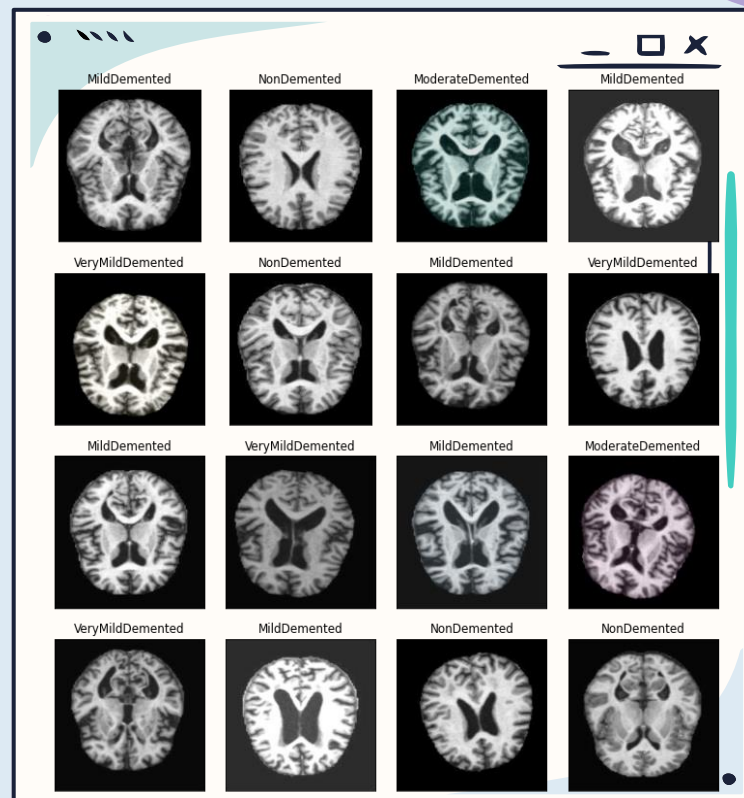 MildDemented NonDemented ModerateDemented MildDemented
VeryMildDemented NonDemented MildDemented VeryMildDemented
MildDemented VeryMildDemented MildDemented ModerateDemented
VeryMildDemented MildDemented NonDemented NonDemented